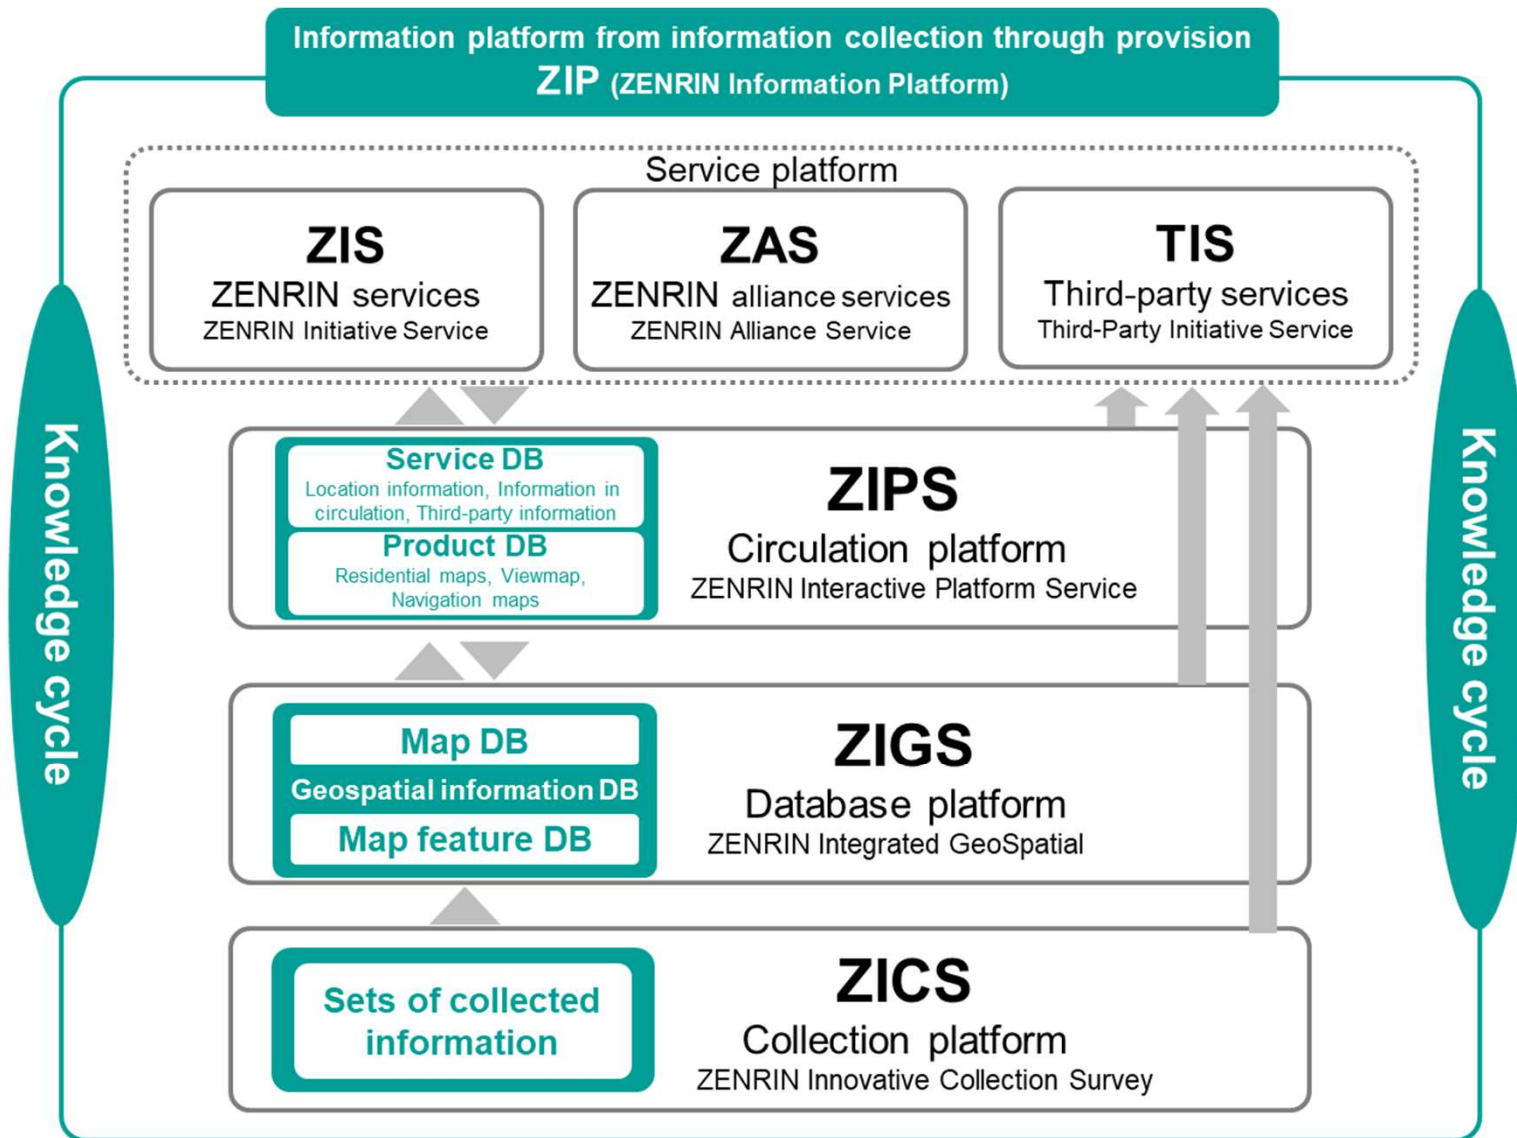 Information platform from information collection through provision
ZIP (ZENRIN Information Platform)
Service platform
ZIS
ZENRIN services
ZENRIN Initiative Service
ZAS
ZENRIN alliance services
ZENRIN Alliance Service
TIS
Third-party services
Third-Party Initiative Service
Knowledge cycle
Service DB
Location information, Information in
circulation, Third-party information
Product DB
Residential maps, Viewmap,
Navigation maps
ZIPS
Circulation platform
ZENRIN Interactive Platform Service
Map DB
Geospatial information DB
Map feature DB
ZIGS
Database platform
ZENRIN Integrated GeoSpatial
Sets of collected
information
ZICS
Collection platform
ZENRIN Innovative Collection Survey
Knowledge cycle